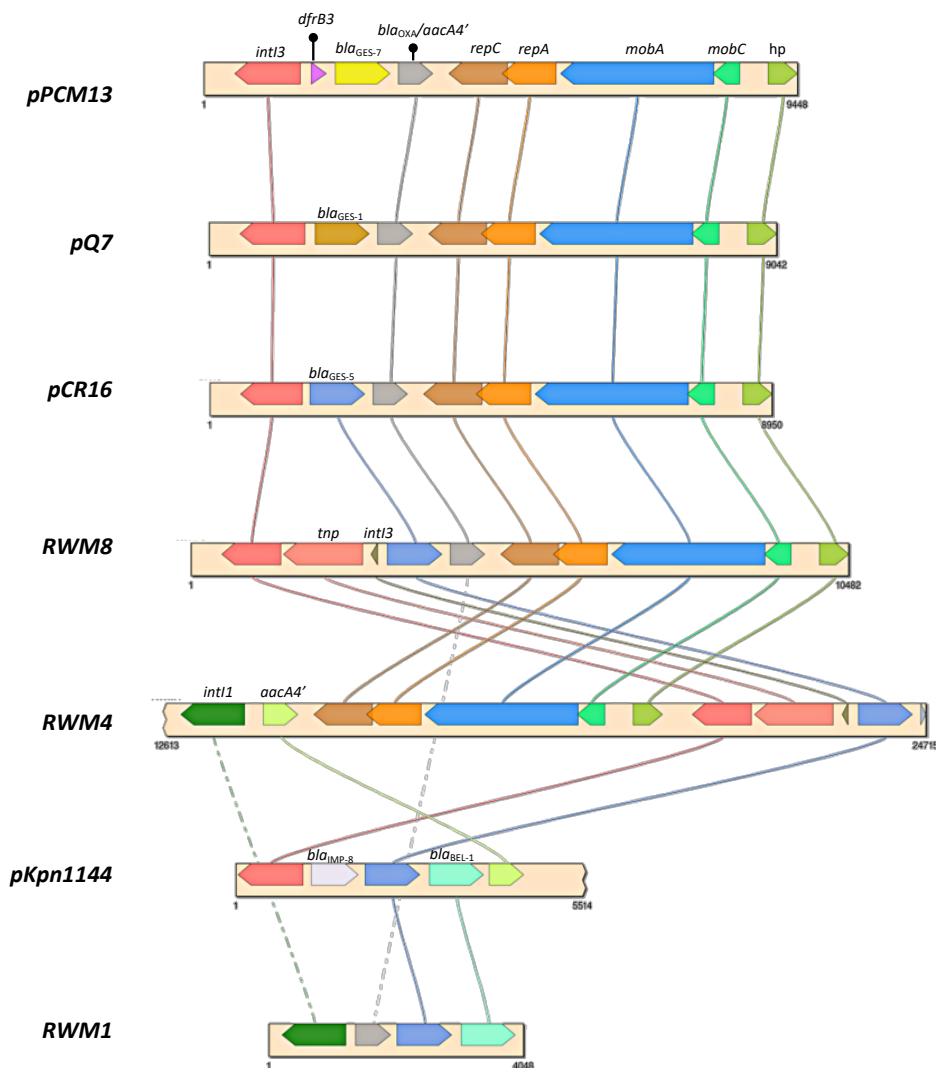 dfrB3
intI3 blaGES-7 blaOXA/aacA4' repC repA mobA mobC hp
pPCM13
1 9448
blaGES-1
pQ7
1 9042
blaGES-5
pCR16
1 8950
tnp intI3
RWM8
1 10482
intI1 aacA4'
RWM4
12613 24715
blaIMP-8 blaBEL-1
pKpn1144
1 5514
RWM1
1 4048